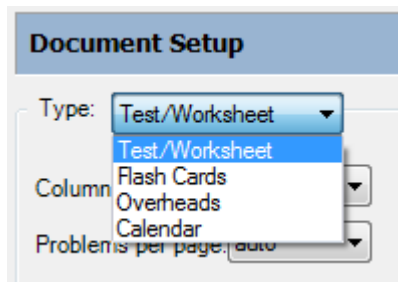 Document Setup
Type: Test/Worksheet
Test/Worksheet
Flash Cards
Column
Overheads
Calendar
Problems per page: auto